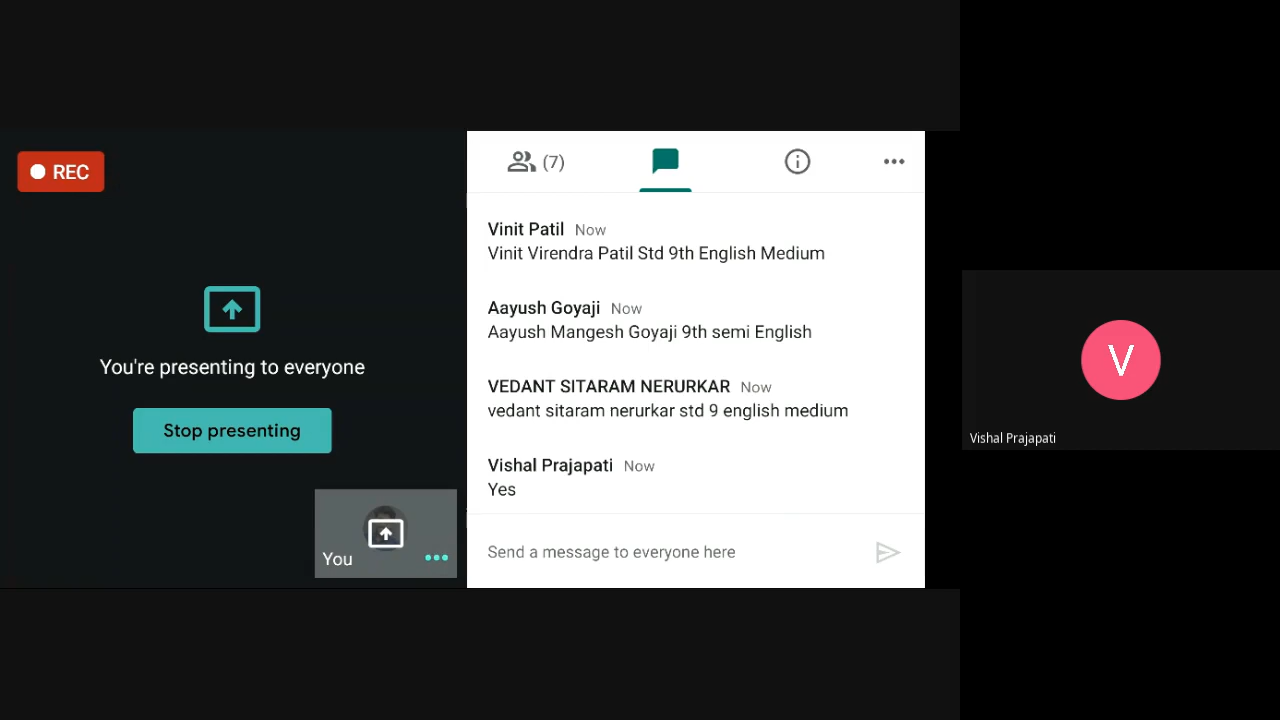 REC
You're presenting to everyone
Stop presenting
You
(7)
Vinit Patil Now
Vinit Virendra Patil Std 9th English Medium
Aayush Goyaji Now
Aayush Mangesh Goyaji 9th semi English
VEDANT SITARAM NERURKAR Now
vedant sitaram nerurkar std 9 english medium
Vishal Prajapati Now
Yes
Send a message to everyone here
V
Vishal Prajapati